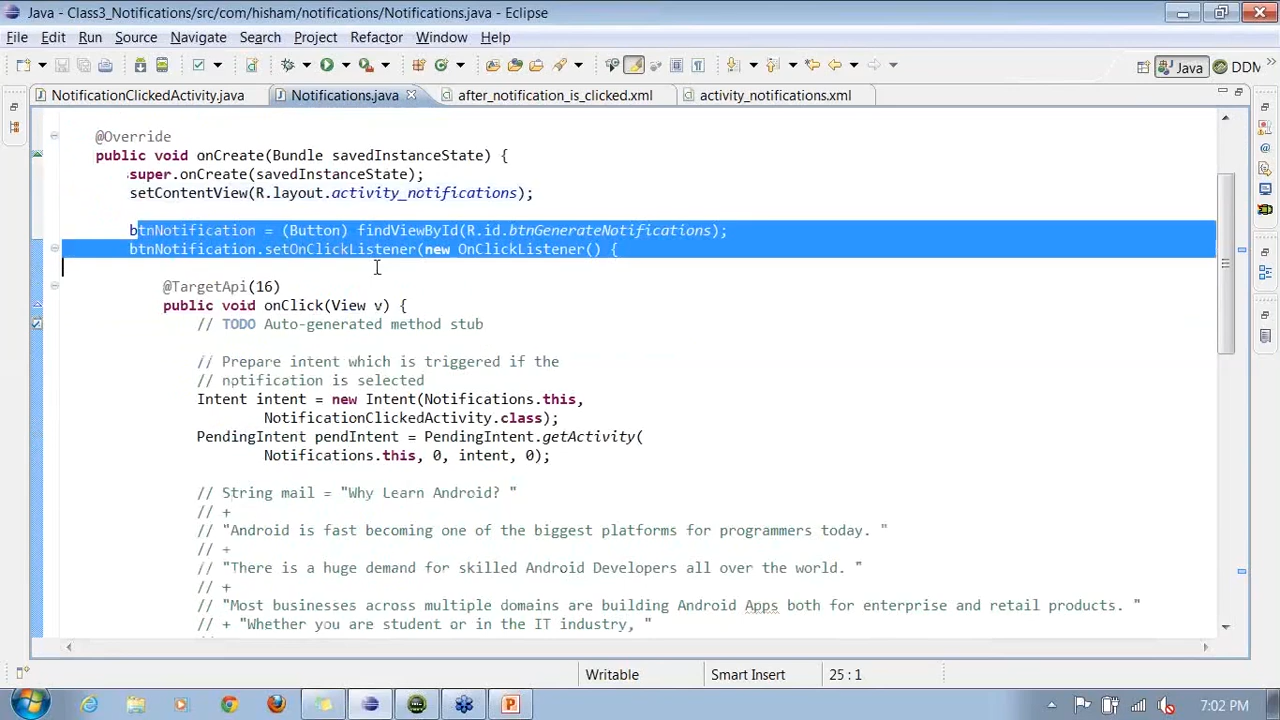 Java - Class3_Notifications/src/com/hisham/notifications/Notifications.java - Eclipse
File Edit Run Source Navigate Search Project Refactor Window Help
Java DDM
NotificationClickedActivity.java Notifications.java after_notification_is_clicked.xml activity_notifications.xml
@Override
public void onCreate(Bundle savedInstanceState) {
super.onCreate(savedInstanceState);
setContentView(R.layout.activity_notifications);
btnNotification = (Button) findViewById(R.id.btnGenerateNotifications);
btnNotification.setOnClickListener(new OnClickListener() {
@TargetApi(16)
public void onClick(View v) {
// TODO Auto-generated method stub
// Prepare intent which is triggered if the
// notification is selected
Intent intent = new Intent(Notifications.this,
NotificationClickedActivity.class);
PendingIntent pendIntent = PendingIntent.getActivity(
Notifications.this, 0, intent, 0);
// String mail = "Why Learn Android? "
// +
// "Android is fast becoming one of the biggest platforms for programmers today. "
// +
// "There is a huge demand for skilled Android Developers all over the world. "
// +
// "Most businesses across multiple domains are building Android Apps both for enterprise and retail products. "
// + "Whether you are student or in the IT industry, "
Writable Smart Insert 25 : 1
7:02 PM